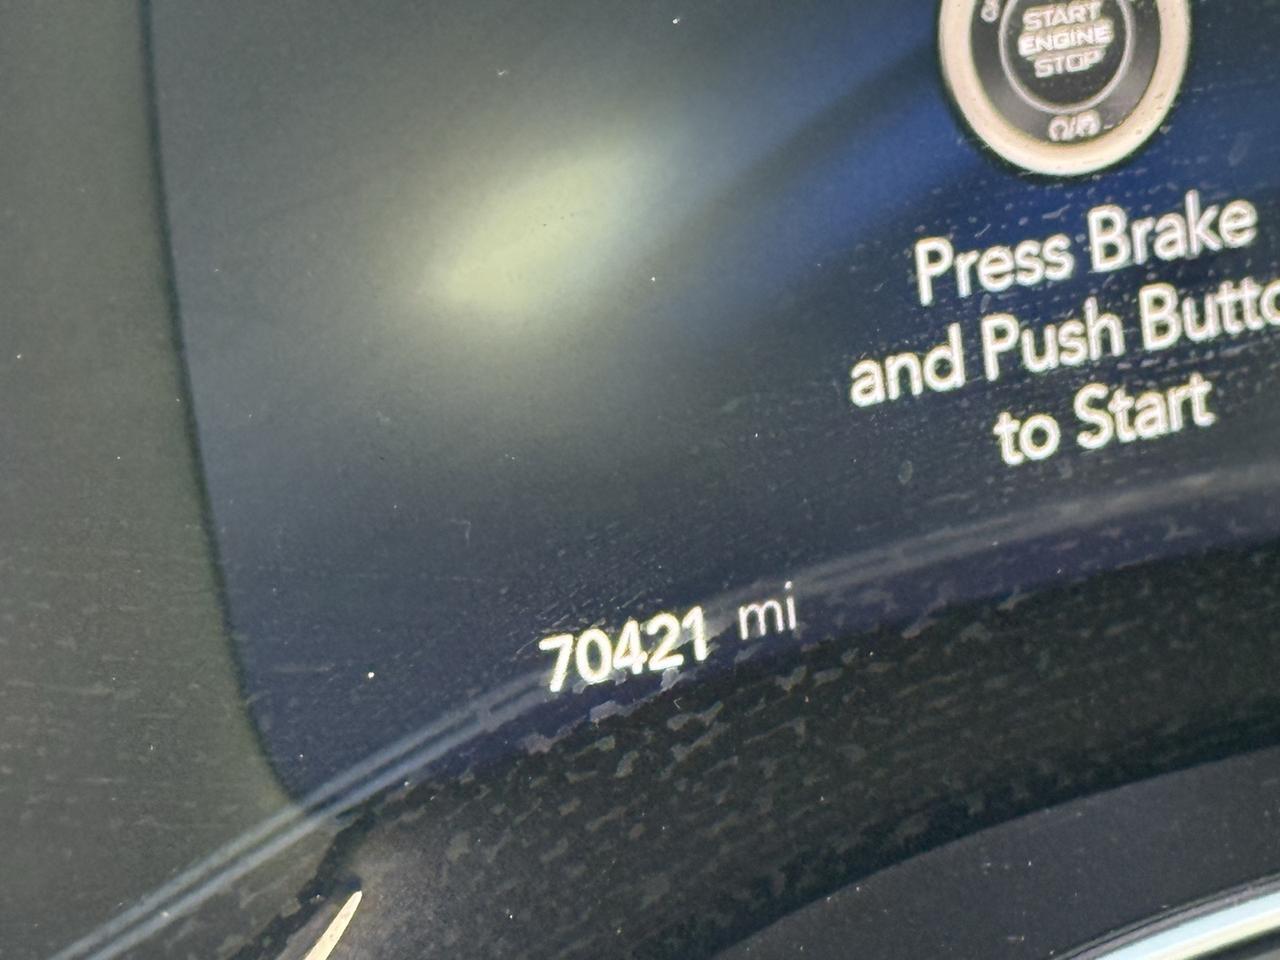 START
ENGINE
STOP
Press Brake
and Push Butto
to Start
70421 mi